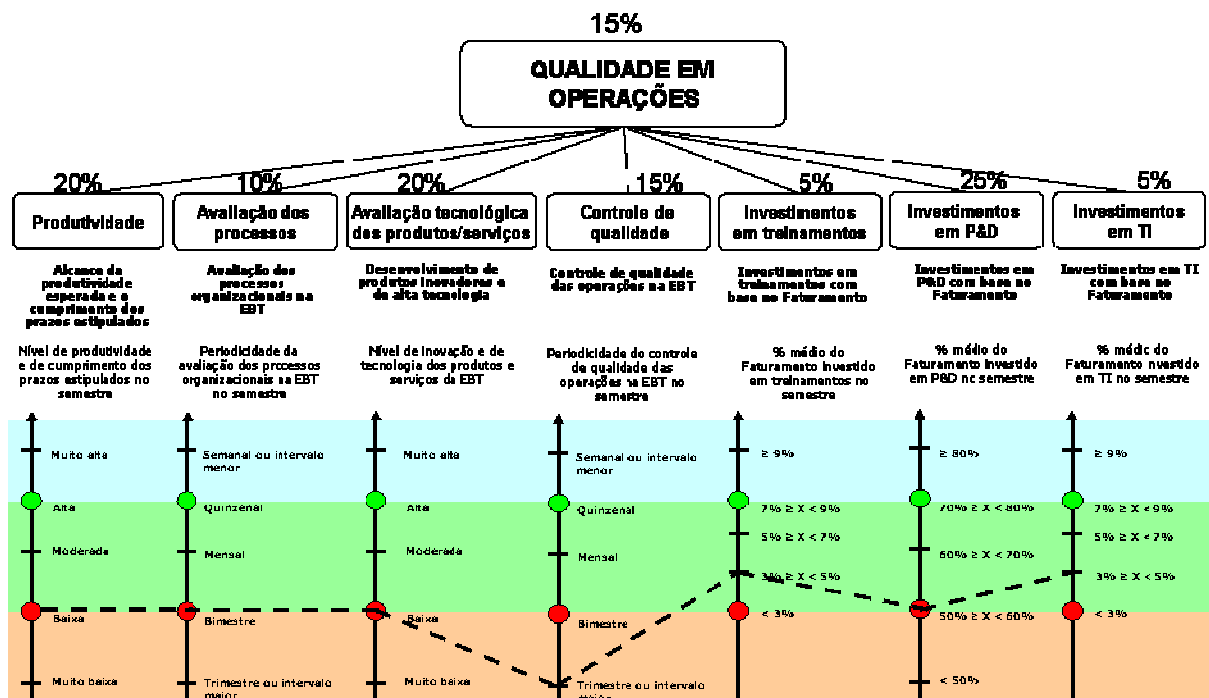 15%
QUALIDADE EM
OPERAÇÕES
20%
10%
20%
15%
5%
25%
5%
Produtividade
Avaliação dos
processos
Avaliação tecnológica
dos produtos/serviços
Controle de
qualidade
Investimentos
em treinamentos
Investimentos
em P&D
Investimentos
em TI
Alcance da
produtividade
esperada e o
cumprimento dos
prazos estipulados
Avaliação dos
processos
organizacionais na
EBT
Desenvolvimento de
produtos inovadores e
de alta tecnologia
Controle de qualidade
das operações na EBT
Investimentos em
treinamentos com
base no Faturamento
Investimentos em
P&D com base no
Faturamento
Investimentos em TI
com base no
Faturamento
Nível de produtividade
e de cumprimento dos
prazos estipulados no
semestre
Periodicidade da
avaliação dos processos
organizacionais na EBT
no semestre
Nível de inovação e de
tecnologia dos produtos e
serviços da EBT
Periodicidade do controle
de qualidade das
operações na EBT no
semestre
% médio do
Faturamento investido
em treinamentos no
semestre
% médio do
Faturamento investido
em P&D no semestre
% médio do
Faturamento investido
em TI no semestre
Muito alta
Alta
Moderada
Baixa
Muito baixa
Semanal ou intervalo
menor
Quinzenal
Mensal
Bimestre
Trimestre ou intervalo
maior
Muito alta
Alta
Moderada
Baixa
Muito baixa
Semanal ou intervalo
menor
Quinzenal
Mensal
Bimestre
Trimestre ou intervalo
≥ 9%
7% ≥ X < 9%
5% ≥ X < 7%
3% ≥ X < 5%
< 3%
≥ 80%
70% ≥ X < 80%
60% ≥ X < 70%
50% ≥ X < 60%
< 50%
≥ 9%
7% ≥ X < 9%
5% ≥ X < 7%
3% ≥ X < 5%
< 3%